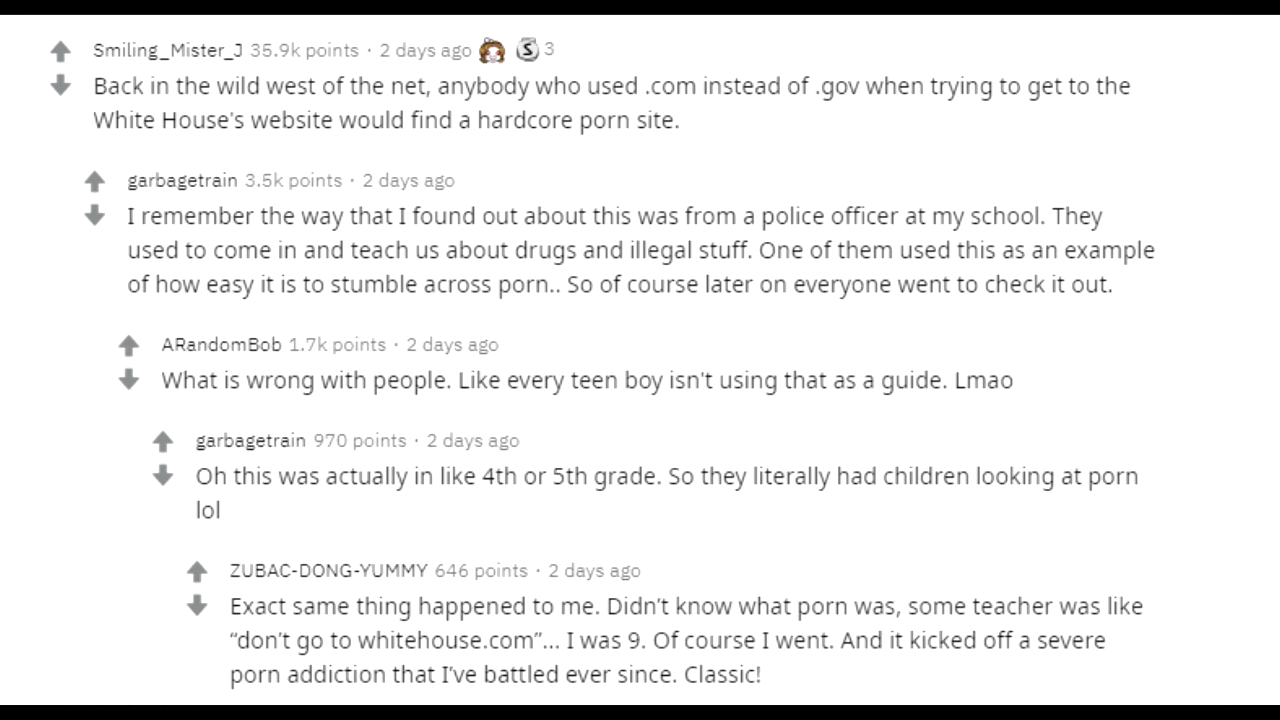 Smiling_Mister_J 35.9k points · 2 days ago S 3
Back in the wild west of the net, anybody who used .com instead of .gov when trying to get to the
White House's website would find a hardcore porn site.
garbagetrain 3.5k points · 2 days ago
I remember the way that I found out about this was from a police officer at my school. They
used to come in and teach us about drugs and illegal stuff. One of them used this as an example
of how easy it is to stumble across porn.. So of course later on everyone went to check it out.
ARandomBob 1.7k points · 2 days ago
What is wrong with people. Like every teen boy isn't using that as a guide. Lmao
garbagetrain 970 points · 2 days ago
Oh this was actually in like 4th or 5th grade. So they literally had children looking at porn
lol
ZUBAC-DONG-YUMMY 646 points · 2 days ago
Exact same thing happened to me. Didn't know what porn was, some teacher was like
“don't go to whitehouse.com”... I was 9. Of course I went. And it kicked off a severe
porn addiction that I've battled ever since. Classic!